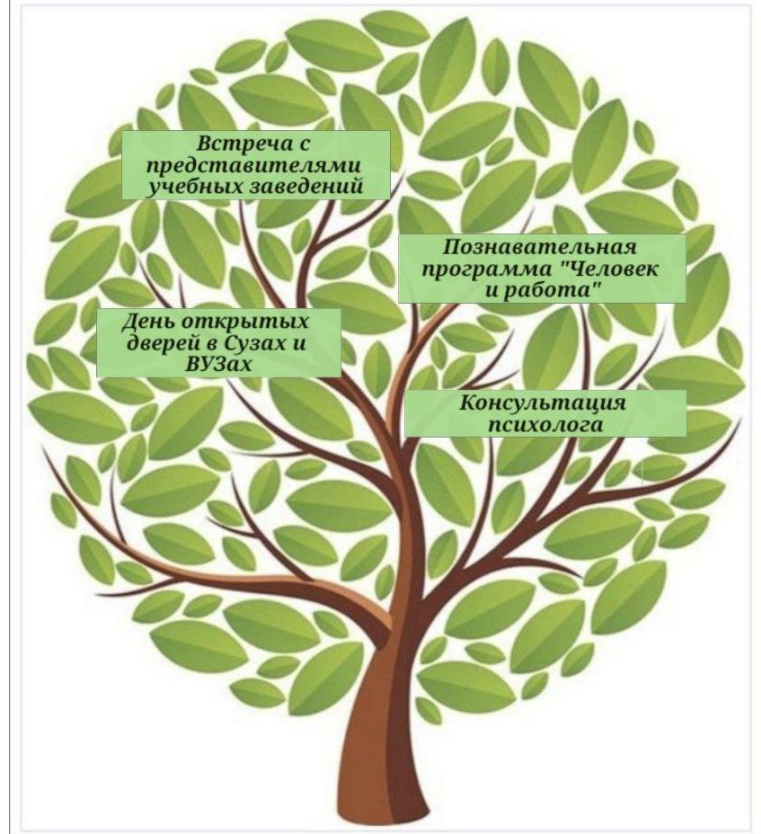 Встреча с
представителями
учебных заведений
Познавательная
программа "Человек
и работа"
День открытых
дверей в Сузах и
ВУЗах
Консультация
психолога